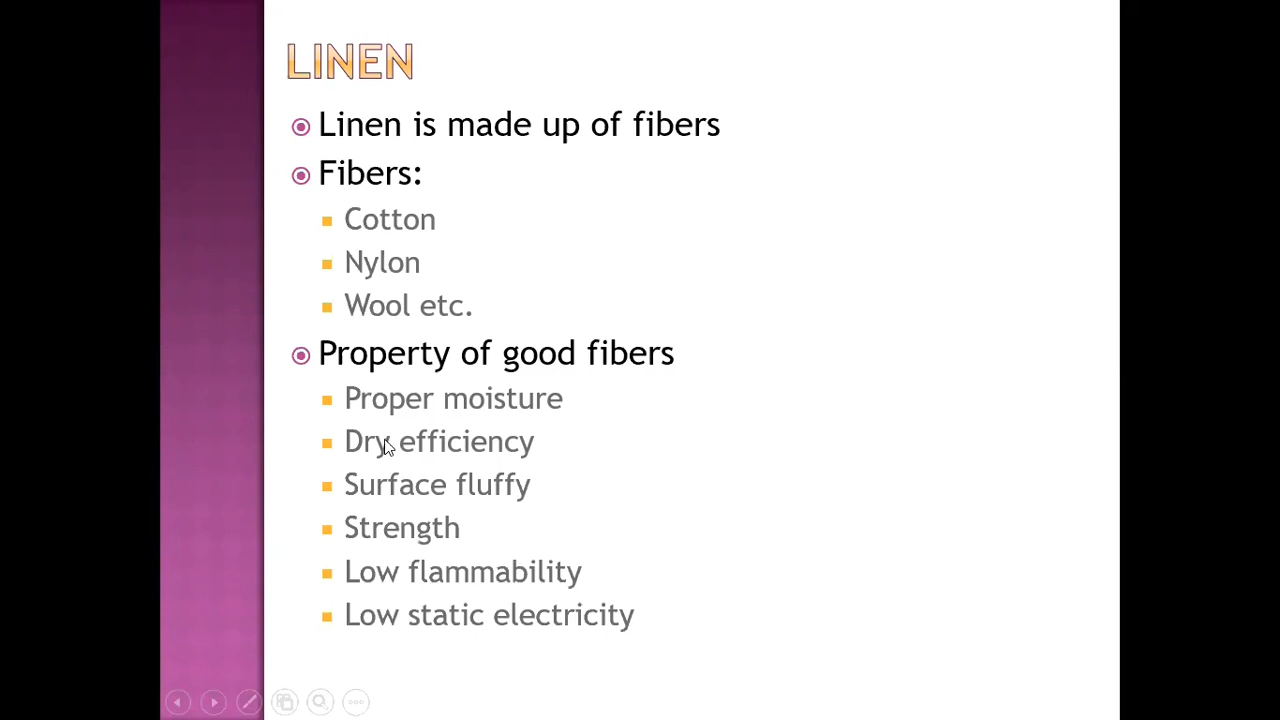 LINEN
Linen is made up of fibers
Fibers:
Cotton
Nylon
Wool etc.
Property of good fibers
Proper moisture
Dry efficiency
Surface fluffy
Strength
Low flammability
Low static electricity